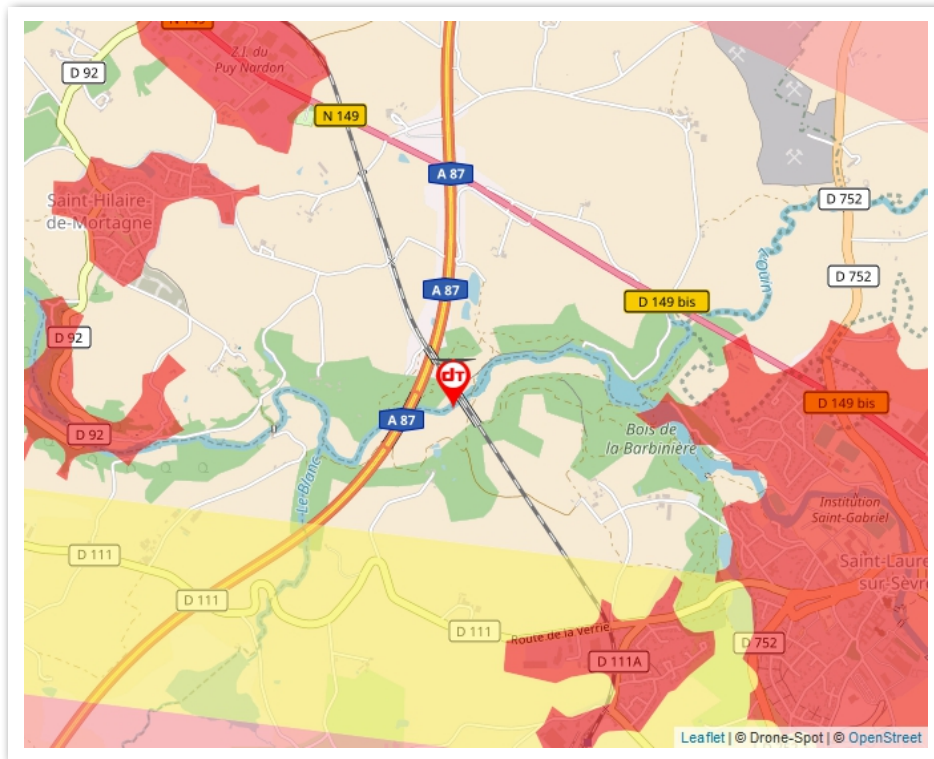 N 149
Z.I. du
Puy Nardon
D 92
N 149
A 87
Saint-Hilaire-
de-Mortagne
D 752
L'Ouin
D 752
A 87
D 149 bis
D 92
dT
D 149 bis
A 87
D 92
Bois de
la Barbinière
Le Blanc
Institution
Saint-Gabriel
D 111
Saint-Laure
sur-Sèvre
D 111
D 111
Route de la Verrie
D 752
D 111A
Leaflet | © Drone-Spot | © OpenStreet